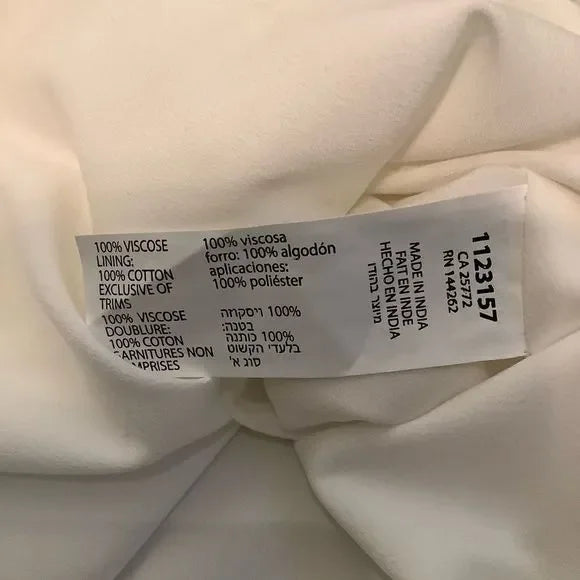 100% VISCOSE
LINING:
100% COTTON
EXCLUSIVE OF
TRIMS
100% VISCOSE
DOUBLURE:
100% COTON
GARNITURES NON
COMPRISES
100% viscosa
forro: 100% algodón
aplicaciones:
100% poliéster
100% ויסקוזה
בטנה:
100% כותנה
בלעדי הקשוט
סוג א'
MADE IN INDIA
FAIT EN INDE
HECHO EN INDIA
מיוצר בהודו
1123157
CA 25772
RN 144262